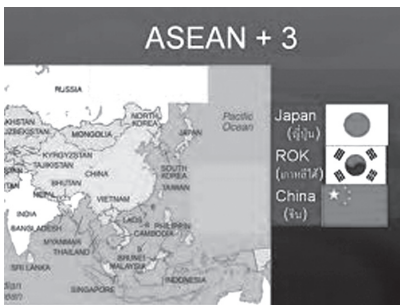 ASEAN + 3
RUSSIA
Pacific
Ocean
NORTH
KOREA
JAPAN
MONGOLIA
KYRGYZSTAN
TAJIKISTAN
CHINA
SOUTH
KOREA
TAIWAN
BHUTAN
NEPAL
INDIA
VIETNAM
LAOS
BANGLADESH
CAMBODIA
MYANMAR
THAILAND
BRUNEI
SRI LANKA
MALAYSIA
INDONESIA
SINGAPORE
Japan
(ญี่ปุ่น)
ROK
(เกาหลีใต้)
China
(จีน)